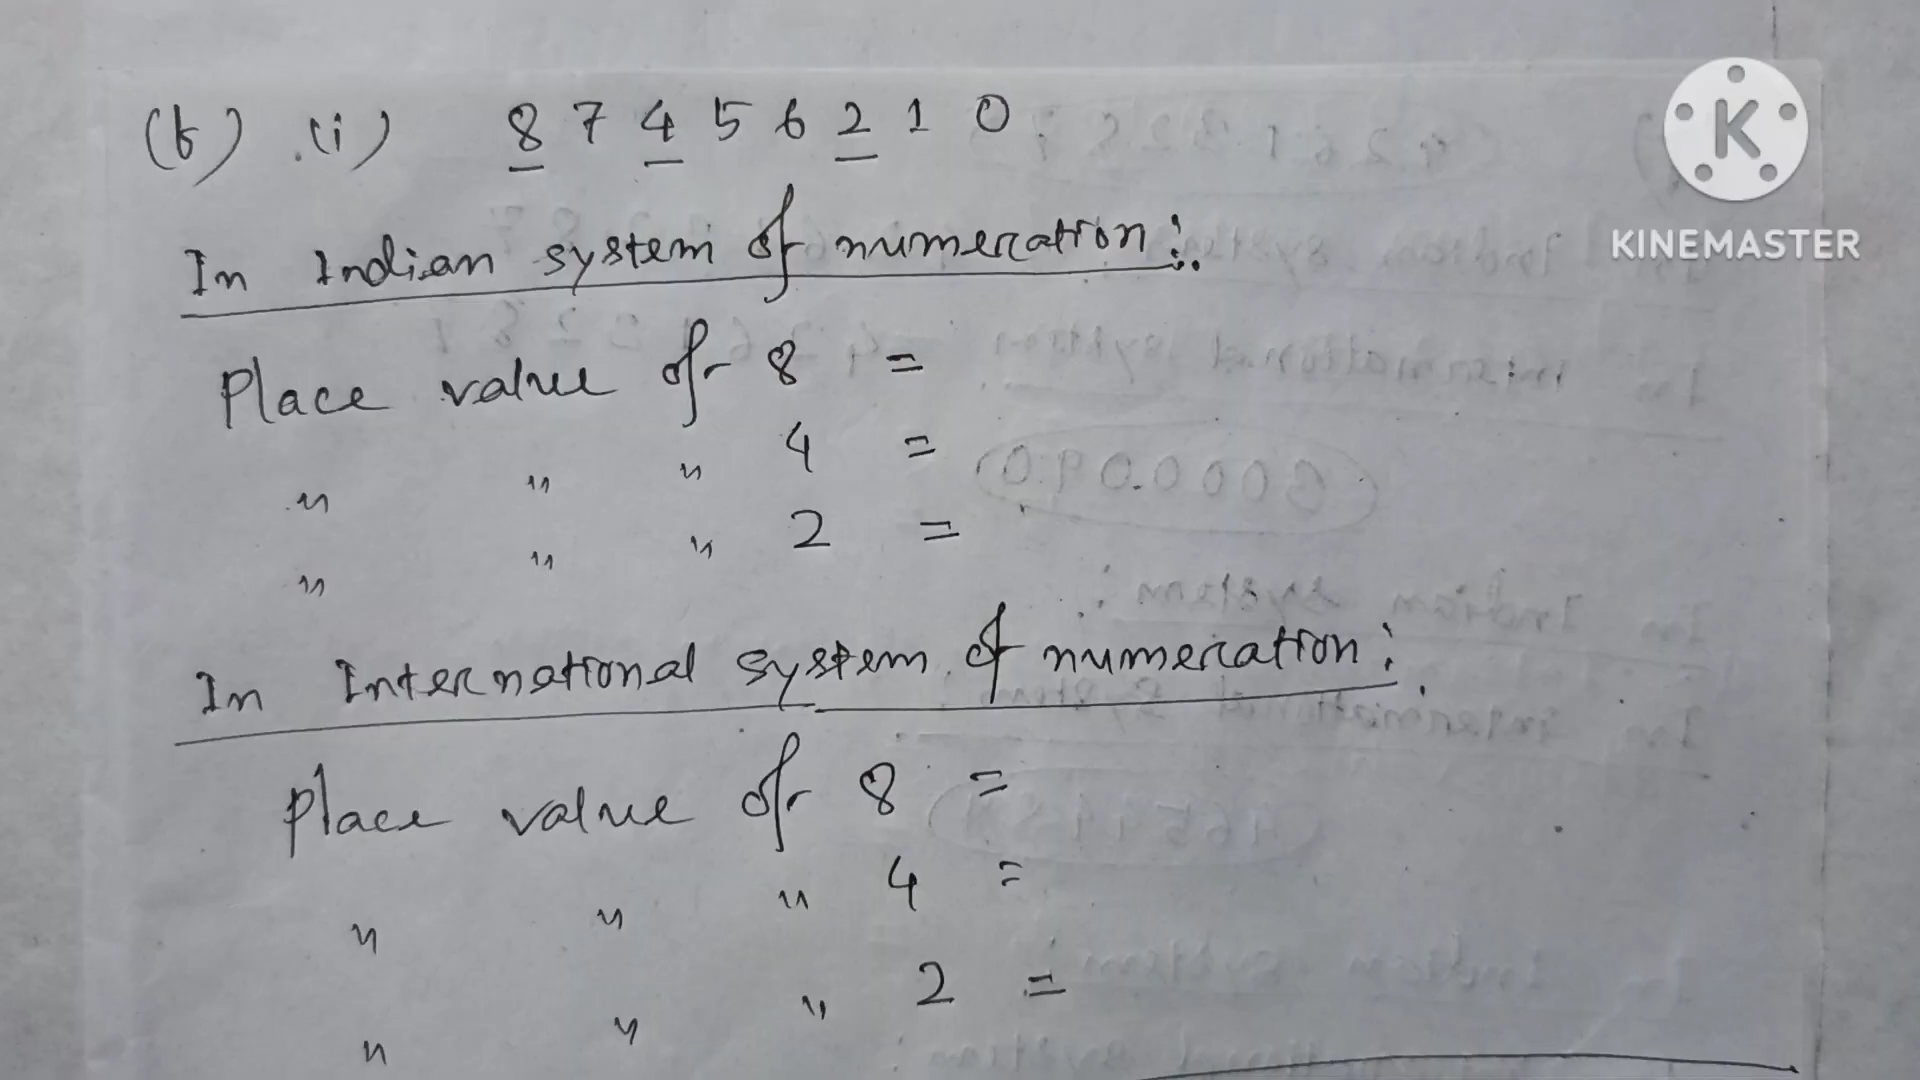 (b) (i) 8 7 4 5 6 2 1 0
K
KINEMASTER
In Indian system of numeration:
Place value of 8 =
" " " 4 =
" " " 2 =
In International system of numeration:
Place value of 8 =
" " " 4 =
" " " 2 =